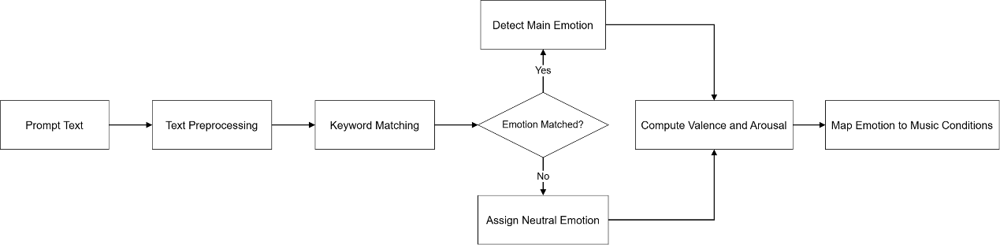 Prompt Text
Text Preprocessing
Keyword Matching
Emotion Matched?
Yes
Detect Main Emotion
No
Assign Neutral Emotion
Compute Valence and Arousal
Map Emotion to Music Conditions